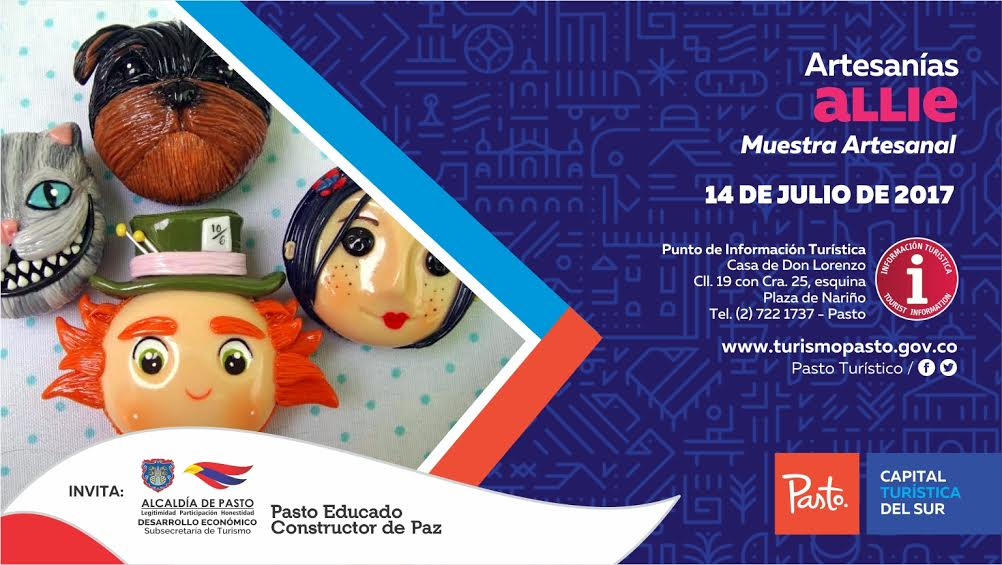 Artesanías
aLLIe
Muestra Artesanal
14 DE JULIO DE 2017
Punto de Información Turística
Casa de Don Lorenzo
Cll. 19 con Cra. 25, esquina
Plaza de Nariño
Tel. (2) 722 1737 - Pasto
INFORMACIÓN TURISTICA
i
TOURIST INFORMATION
www.turismopasto.gov.co
Pasto Turístico /
10/6
INVITA:
ALCALDÍA DE PASTO
Legitimidad Participación Honestidad
DESARROLLO ECONÓMICO
Subsecretaría de Turismo
Pasto Educado
Constructor de Paz
Pasto.
CAPITAL
TURÍSTICA
DEL SUR